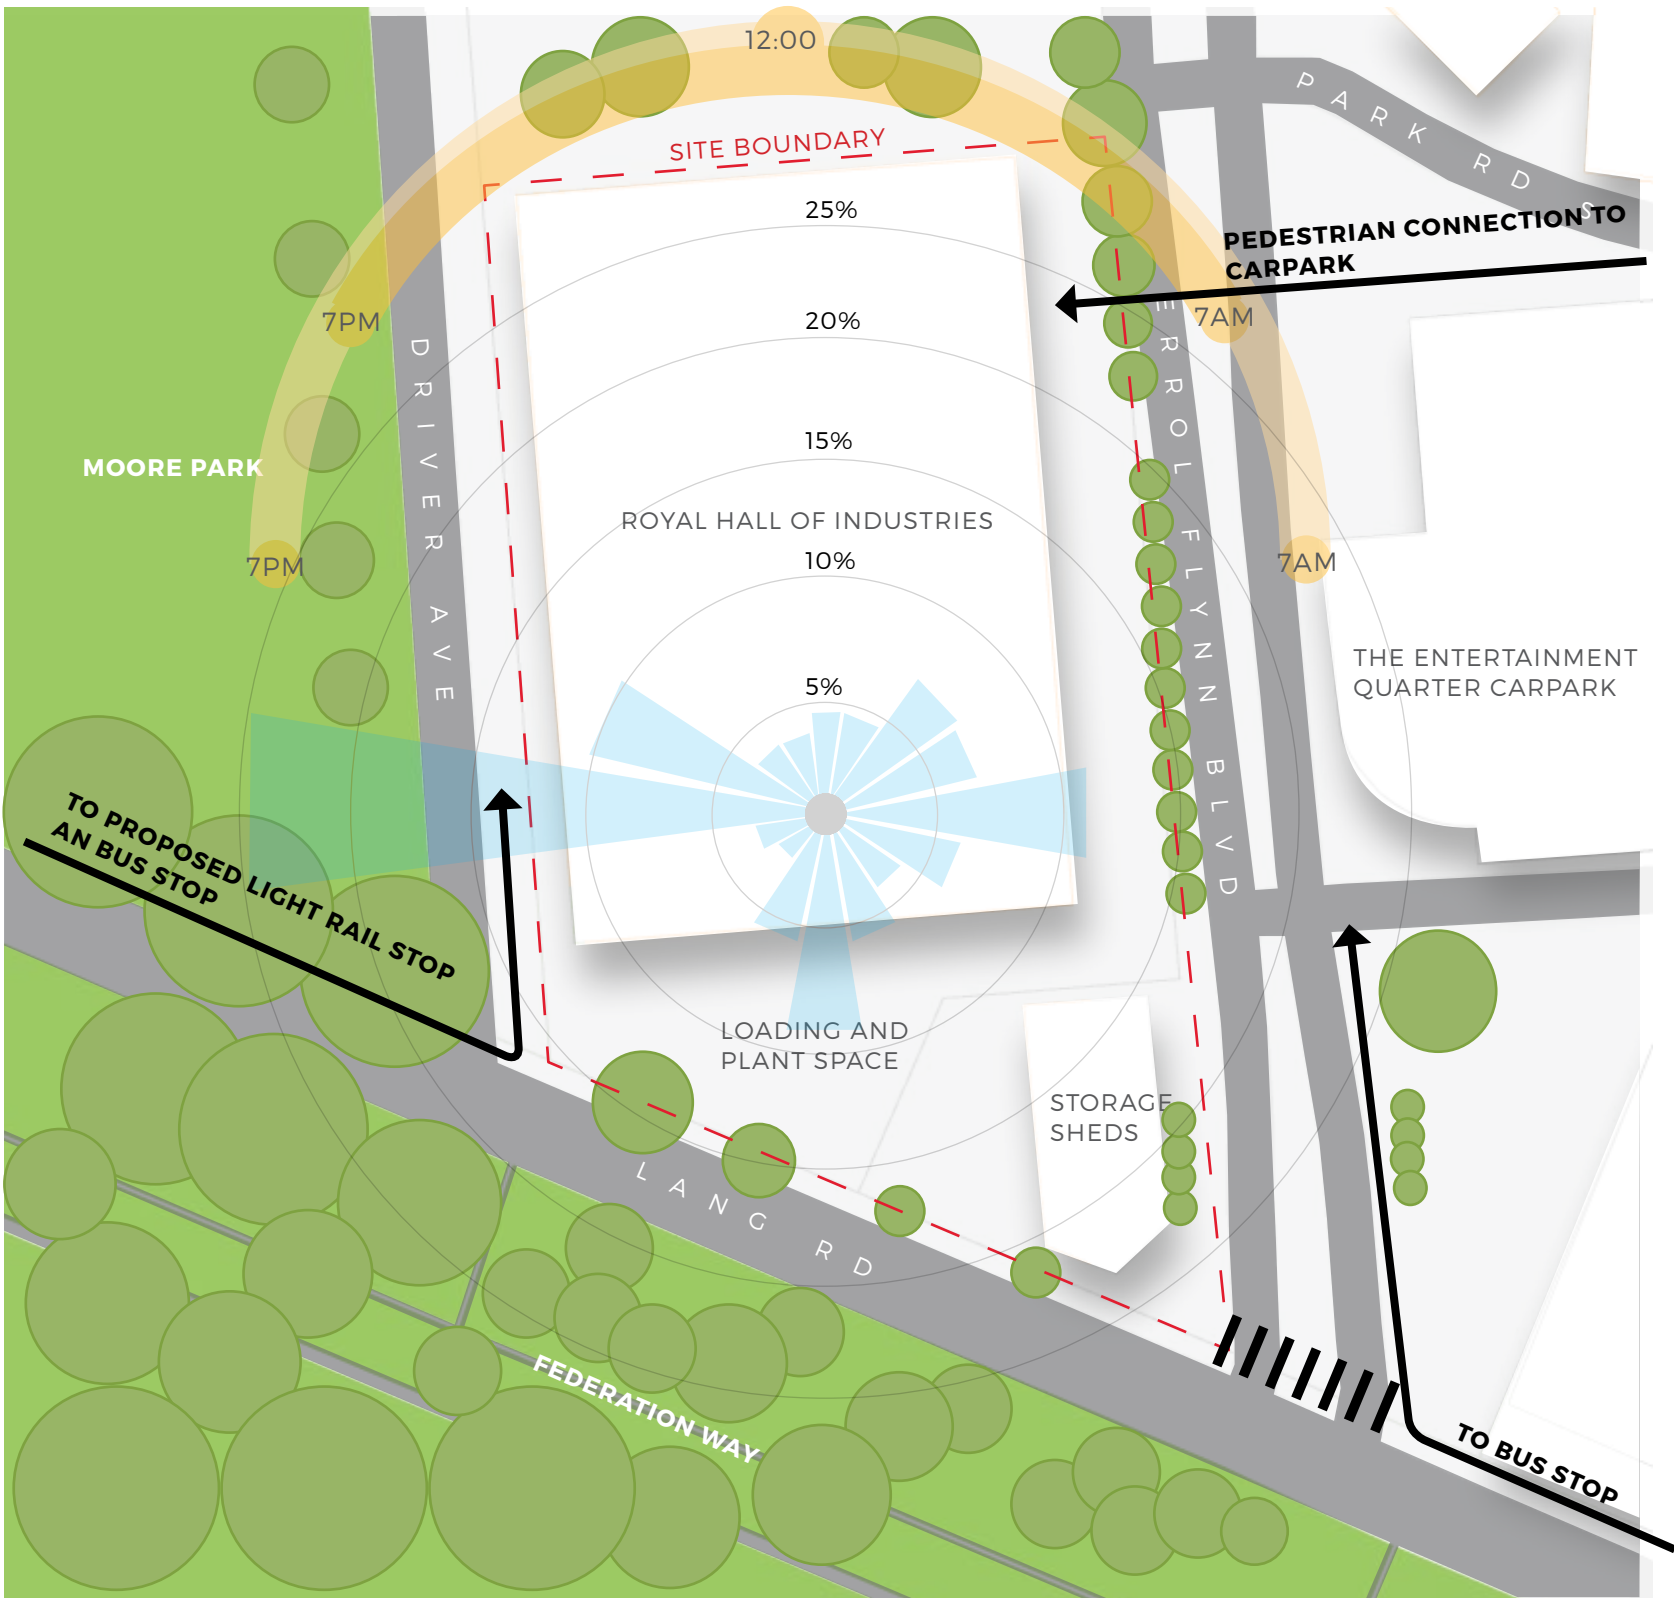 12:00
PARK RDS
SITE BOUNDARY
25%
PEDESTRIAN CONNECTION TO
CARPARK
7PM
20%
7AM
DRIVER AVE
ERROL FLYNN BLVD
15%
MOORE PARK
ROYAL HALL OF INDUSTRIES
10%
7PM
7AM
THE ENTERTAINMENT
QUARTER CARPARK
5%
TO PROPOSED LIGHT RAIL STOP
AN BUS STOP
LOADING AND
PLANT SPACE
STORAGE
SHEDS
LANG RD
FEDERATION WAY
TO BUS STOP